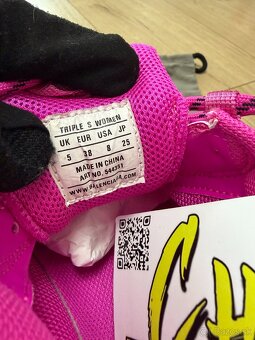 TRIPLE S WOMEN
UK EUR USA JP
5 38 8 25
MADE IN CHINA
ART NO. 544351
WWW.BALENCIAGA.COM